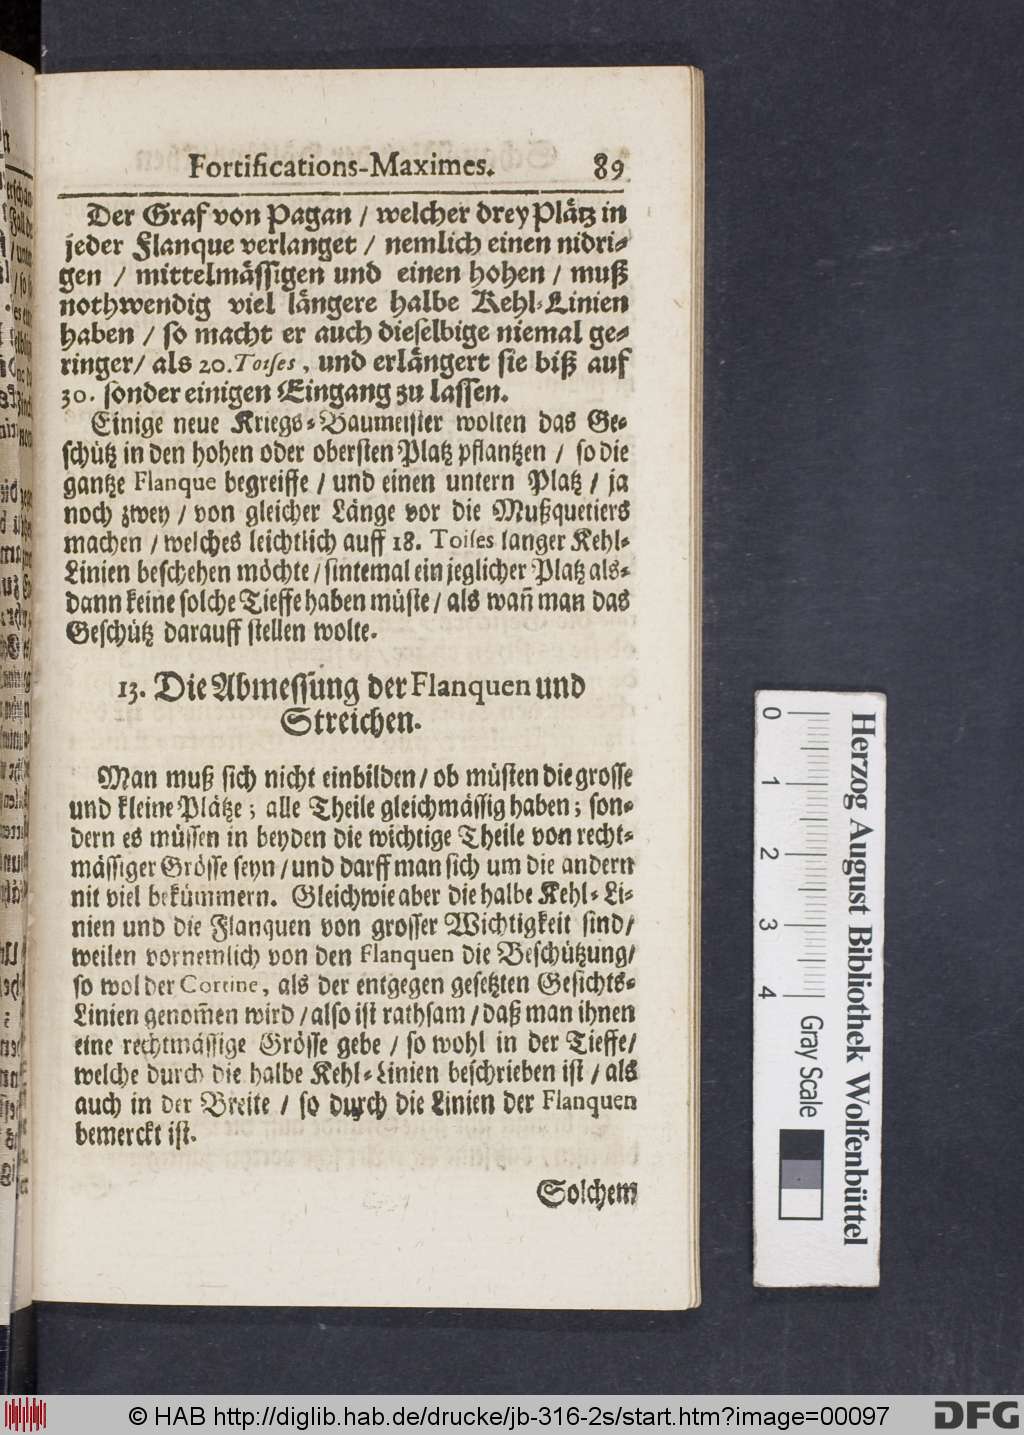 Fortifications-Maximes. 89
Der Graf von Pagan / welcher drey Plätz in
jeder Flanque verlanget / nemlich einen nidri-
gen / mittelmässigen und einen hohen / muß
nothwendig viel längere halbe Kehl-Linien
haben / so macht er auch dieselbige niemal ge-
ringer / als 20. Toises, und erlängert sie biß auf
30. sonder einigen Eingang zu lassen.
Einige neue Kriegs-Baumeister wolten das Ge-
schütz in den hohen oder obersten Platz pflantzen / so die
gantze Flanque begreiffe / und einen untern Platz / ja
noch zwey / von gleicher Länge vor die Mußquetiers
machen / welches leichtlich auff 18. Toises langer Kehl-
Linien beschehen möchte / sintemal ein jeglicher Platz als-
dann keine solche Tieffe haben müste / als wañ man das
Geschütz darauff stellen wolte.
13. Die Abmessung der Flanquen und
Streichen.
Man muß sich nicht einbilden / ob müsten die grosse
und kleine Plätze; alle Theile gleichmässig haben; son-
dern es müssen in beyden die wichtige Theile von recht-
mässiger Grösse seyn / und darff man sich um die andern
nit viel bekümmern. Gleichwie aber die halbe Kehl-Li-
nien und die Flanquen von grosser Wichtigkeit sind /
weilen vornemlich von den Flanquen die Beschützung /
so wol der Cortine, als der entgegen gesetzten Gesichts-
Linien genom̃en wird / also ist rathsam / daß man ihnen
eine rechtmässige Grösse gebe / so wohl in der Tieffe /
welche durch die halbe Kehl-Linien beschrieben ist / als
auch in der Breite / so durch die Linien der Flanquen
bemerckt ist.
Solchem
0 1 2 3 4
Gray Scale
Herzog August Bibliothek Wolfenbüttel
© HAB http://diglib.hab.de/drucke/jb-316-2s/start.htm?image=00097
DFG